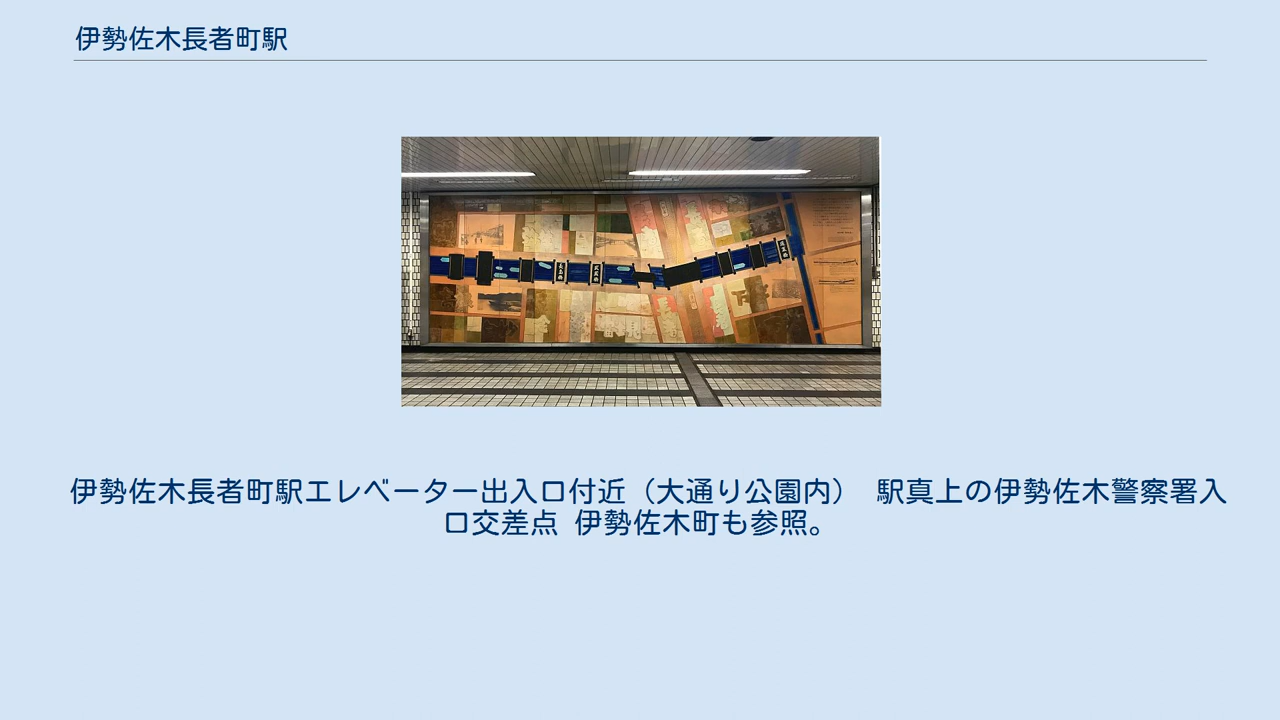 伊勢佐木長者町駅
伊勢佐木長者町駅エレベーター出入口付近（大通り公園内） 駅真上の伊勢佐木警察署入
口交差点 伊勢佐木町も参照。